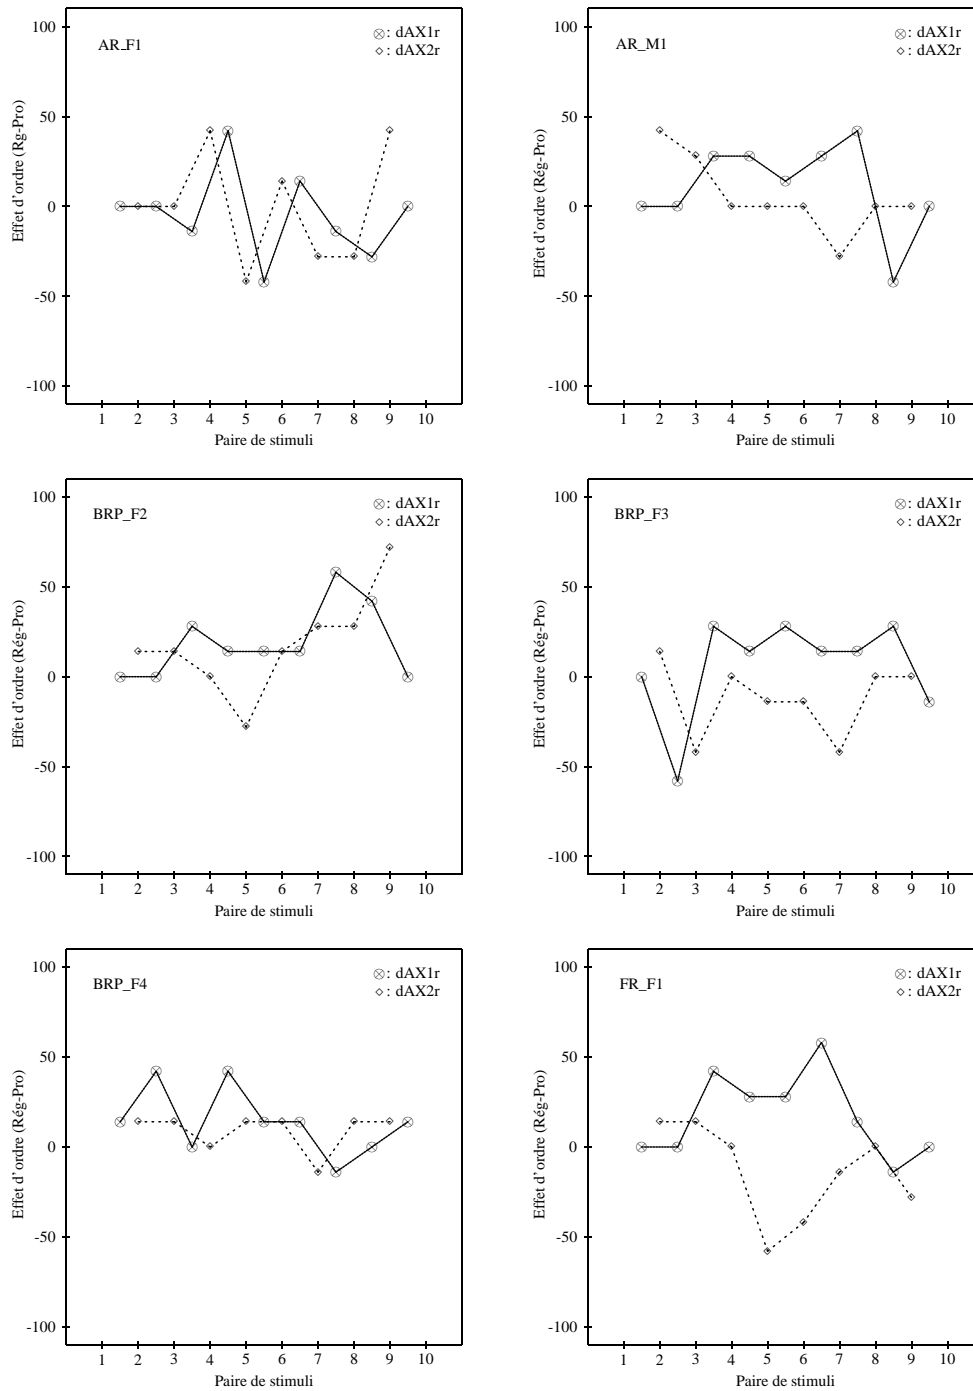 AR_F1
⊗: dAX1r
◇: dAX2r
100
50
0
-50
-100
Effet d'ordre (Rg-Pro)
1 2 3 4 5 6 7 8 9 10
Paire de stimuli
AR_M1
⊗: dAX1r
◇: dAX2r
100
50
0
-50
-100
Effet d'ordre (Rég-Pro)
1 2 3 4 5 6 7 8 9 10
Paire de stimuli
BRP_F2
⊗: dAX1r
◇: dAX2r
100
50
0
-50
-100
Effet d'ordre (Rég-Pro)
1 2 3 4 5 6 7 8 9 10
Paire de stimuli
BRP_F3
⊗: dAX1r
◇: dAX2r
100
50
0
-50
-100
Effet d'ordre (Rég-Pro)
1 2 3 4 5 6 7 8 9 10
Paire de stimuli
BRP_F4
⊗: dAX1r
◇: dAX2r
100
50
0
-50
-100
Effet d'ordre (Rég-Pro)
1 2 3 4 5 6 7 8 9 10
Paire de stimuli
FR_F1
⊗: dAX1r
◇: dAX2r
100
50
0
-50
-100
Effet d'ordre (Rég-Pro)
1 2 3 4 5 6 7 8 9 10
Paire de stimuli